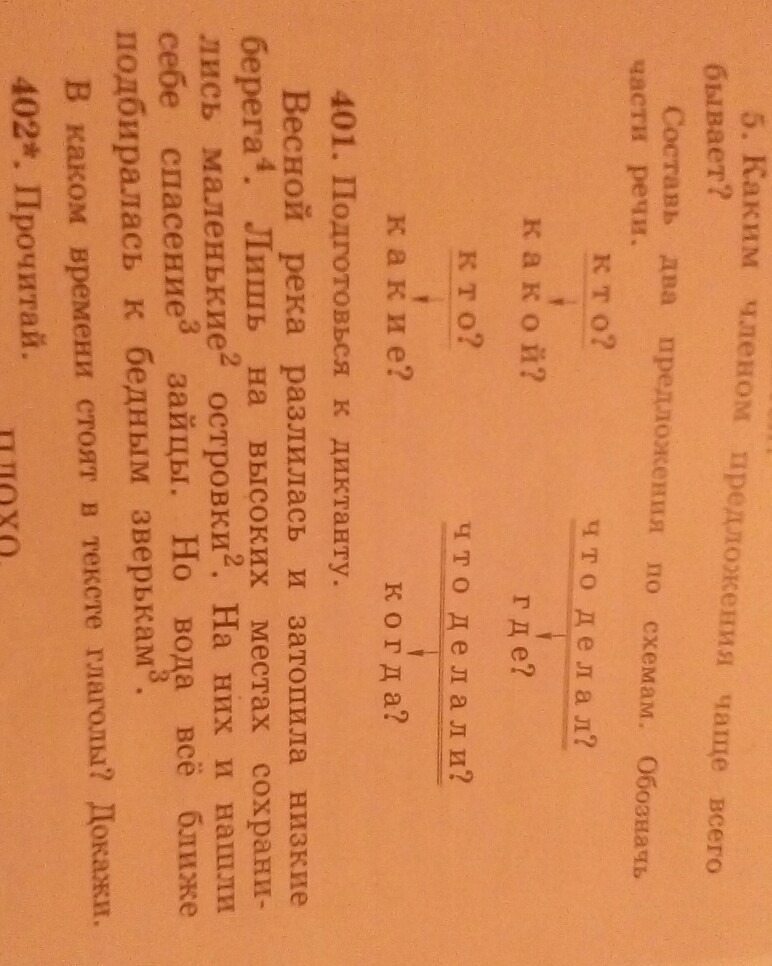 5. Каким членом предложения чаще всего
бывает?
Составь два предложения по схемам. Обозначь
части речи.
кто? что делал?
какой? где?
кто? что делали?
какие? когда?
401. Подготовься к диктанту.
Весной река разлилась и затопила низкие
берега⁴. Лишь на высоких местах сохрани-
лись маленькие² островки². На них и нашли
себе спасение³ зайцы. Но вода всё ближе
подбиралась к бедным зверькам³.
В каком времени стоят в тексте глаголы? Докажи.
402*. Прочитай.